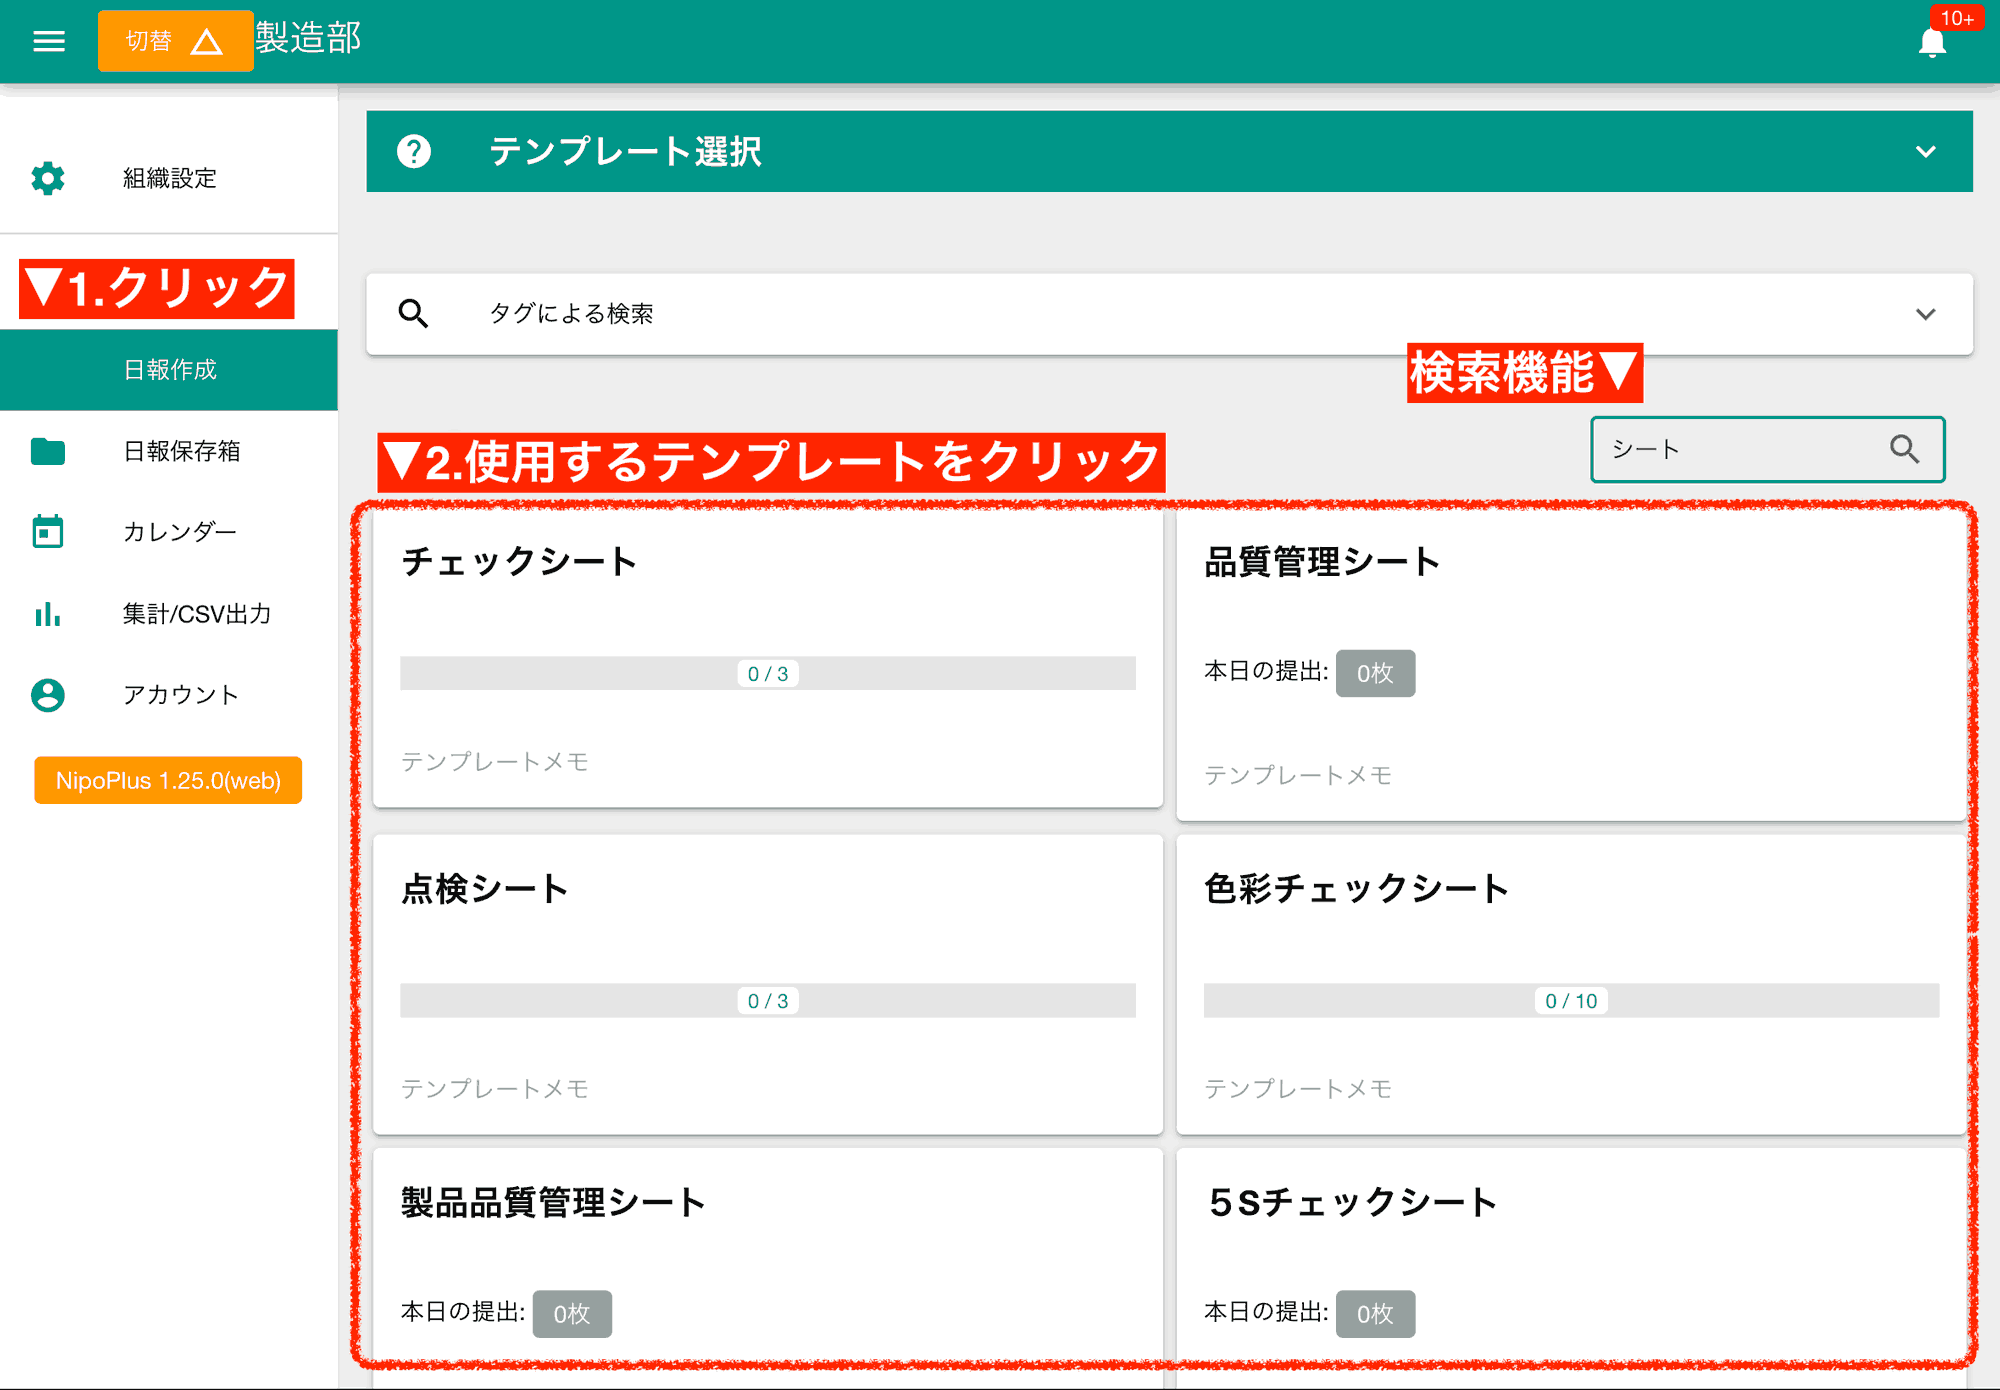 切替
製造部
10+
組織設定
▼1.クリック
日報作成
日報保存箱
カレンダー
集計/CSV出力
アカウント
NipoPlus 1.25.0(web)
テンプレート選択
タグによる検索
検索機能▼
シート
▼2.使用するテンプレートをクリック
チェックシート
0 / 3
テンプレートメモ
品質管理シート
本日の提出: 0枚
テンプレートメモ
点検シート
0 / 3
テンプレートメモ
色彩チェックシート
0 / 10
テンプレートメモ
製品品質管理シート
本日の提出: 0枚
５Sチェックシート
本日の提出: 0枚